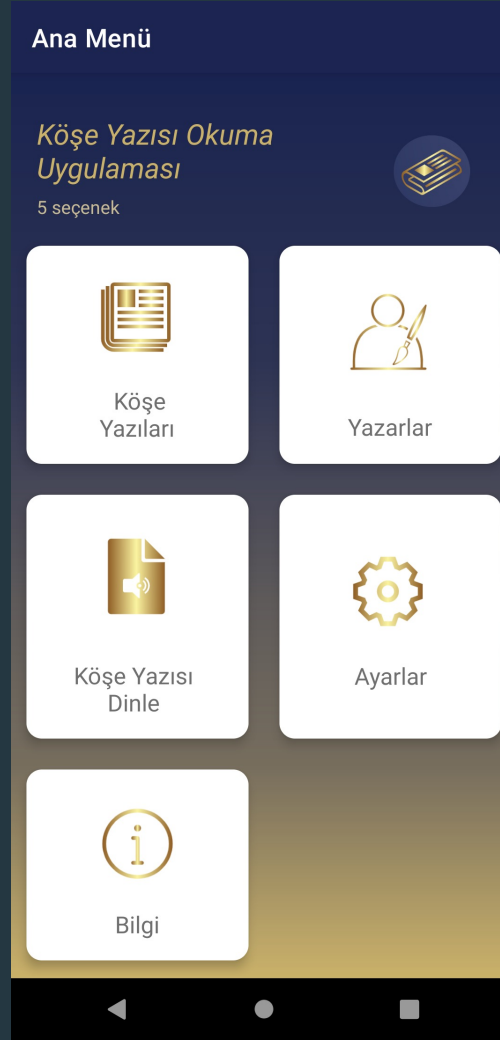 Ana Menü
Köşe Yazısı Okuma
Uygulaması
5 seçenek
Köşe
Yazıları
Yazarlar
Köşe Yazısı
Dinle
Ayarlar
Bilgi